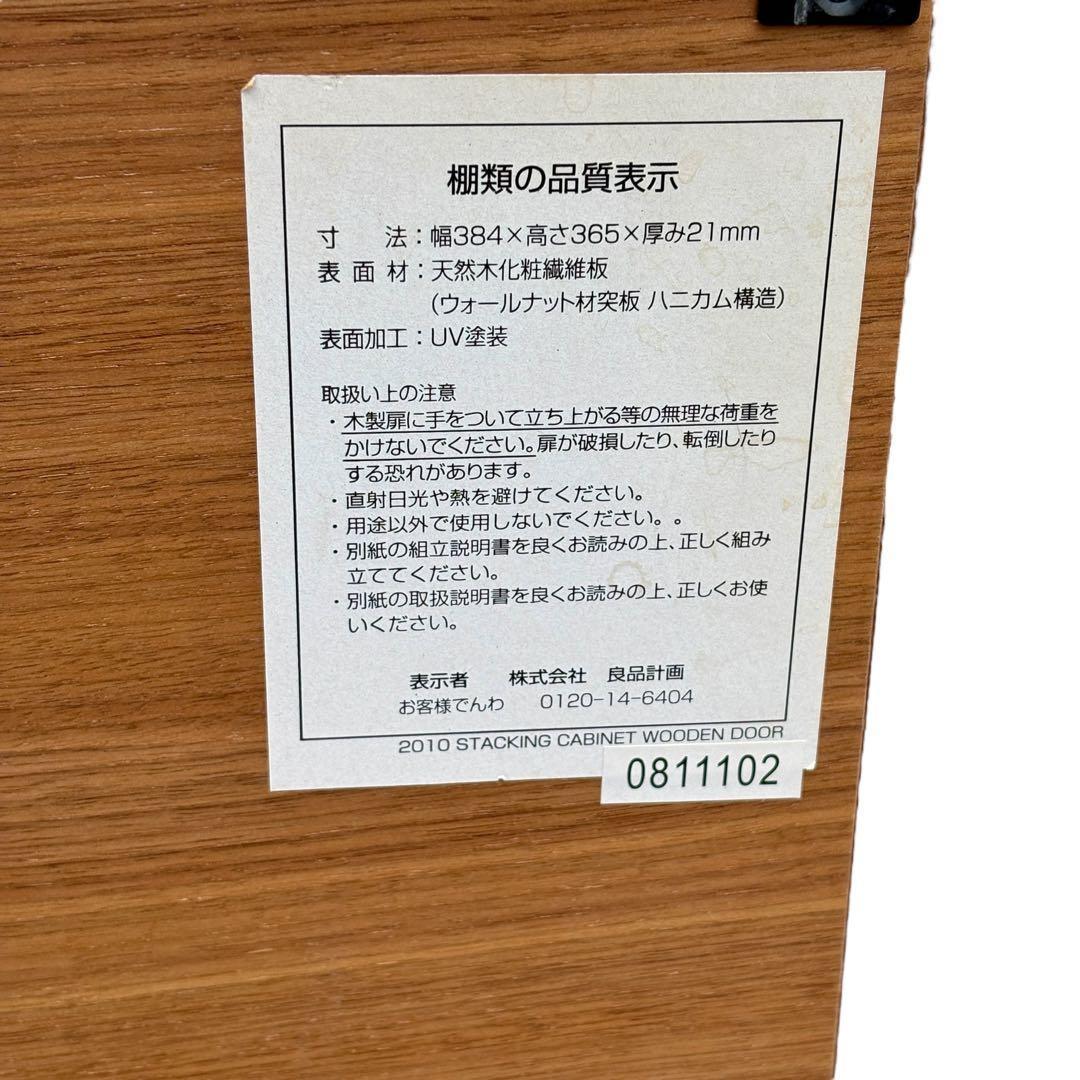 棚類の品質表示
寸 法：幅384×高さ365×厚み21mm
表 面 材：天然木化粧繊維板
(ウォールナット材突板 ハニカム構造)
表面加工：UV塗装
取扱い上の注意
・木製扉に手をついて立ち上がる等の無理な荷重を
かけないでください。扉が破損したり、転倒したり
する恐れがあります。
・直射日光や熱を避けてください。
・用途以外で使用しないでください。。
・別紙の組立説明書を良くお読みの上、正しく組み
立ててください。
・別紙の取扱説明書を良くお読みの上、正しくお使
いください。
表示者 株式会社 良品計画
お客様でんわ 0120-14-6404
2010 STACKING CABINET WOODEN DOOR
0811102